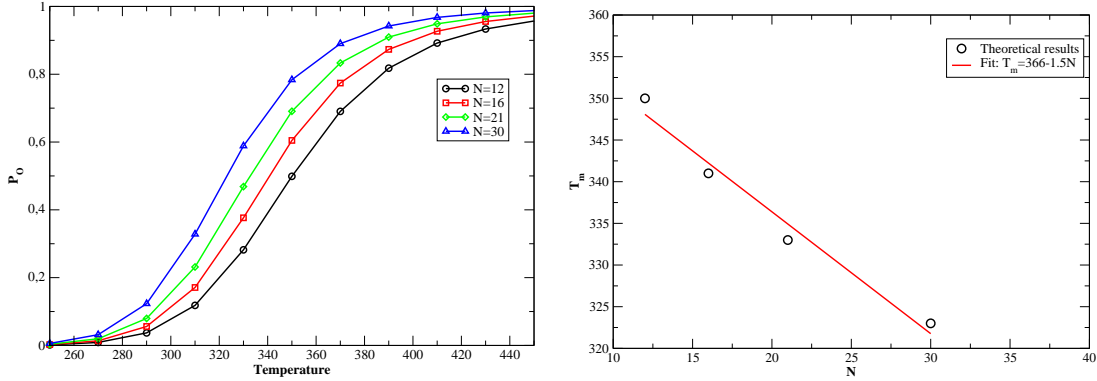 1
0,8
0,6
0,4
0,2
0
P_O
260 280 300 320 340 360 380 400 420 440
Temperature
N=12
N=16
N=21
N=30
360
355
350
345
340
335
330
325
320
T_m
10 15 20 25 30 35 40
N
Theoretical results
Fit: T_m=366-1.5N